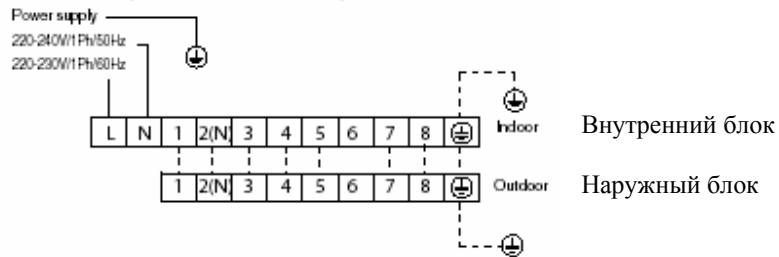 Power supply
220-240V/1Ph/50Hz
220-230V/1Ph/60Hz
L N 1 2(N) 3 4 5 6 7 8 Indoor Внутренний блок
1 2(N) 3 4 5 6 7 8 Outdoor Наружный блок